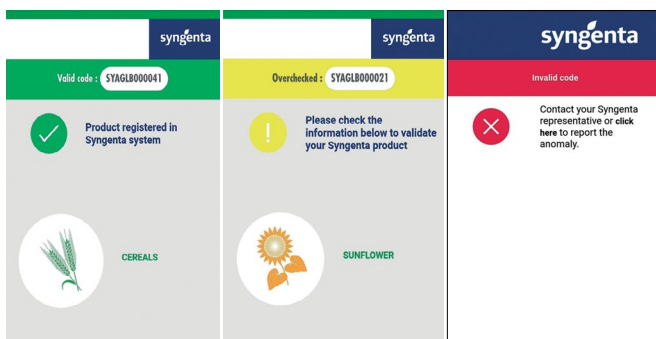 syngenta
Valid code : SYAGLB000041
Product registered in
Syngenta system
CEREALS
syngenta
Overchecked : SYAGLB000021
Please check the
information below to validate
your Syngenta product
SUNFLOWER
syngenta
Invalid code
Contact your Syngenta
representative or click
here to report the
anomaly.